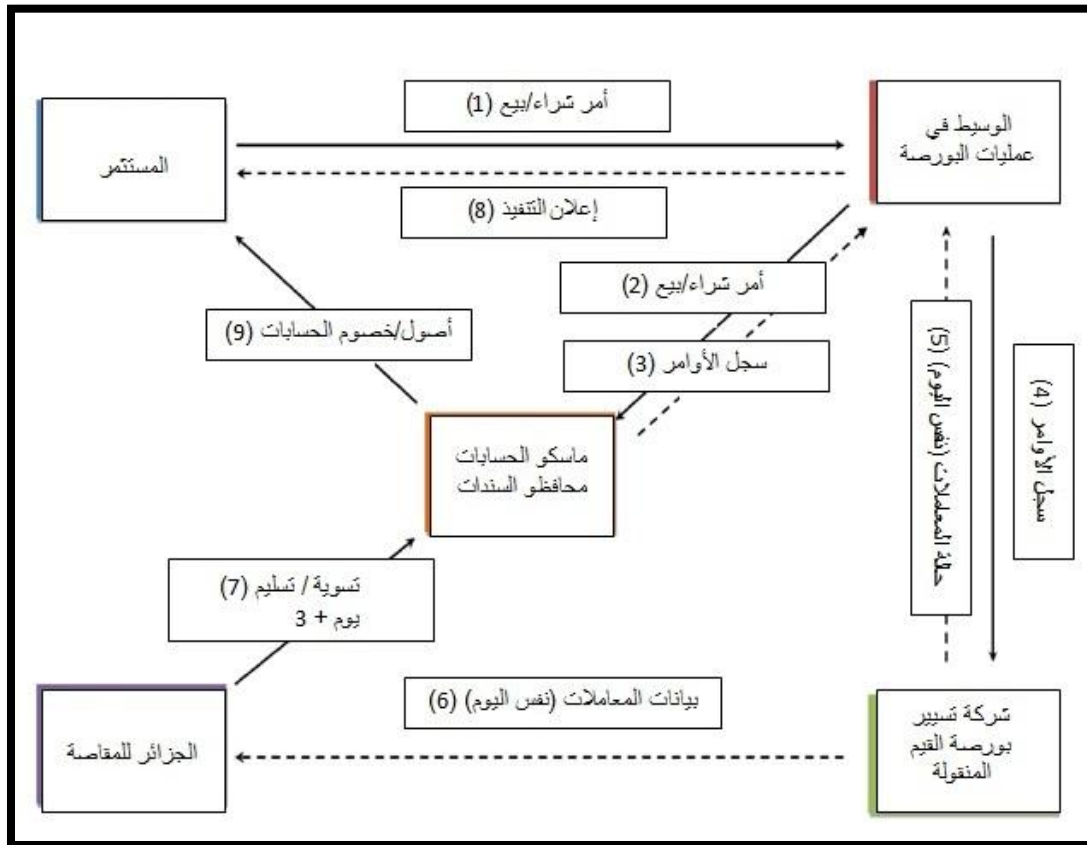 أمر شراء/بيع (1)
الوسيط في
عمليات البورصة
المستثمر
إعلان التنفيذ (8)
أمر شراء/بيع (2)
أصول/خصوم الحسابات (9)
سجل الأوامر (3)
حالة المعاملات (نفس اليوم) (5)
سجل الأوامر (4)
ماسكو الحسابات
محافظو السندات
تسوية / تسليم (7)
يوم + 3
بيانات المعاملات (نفس اليوم) (6)
شركة تسيير
بورصة القيم
المنقولة
الجزائر للمقاصة